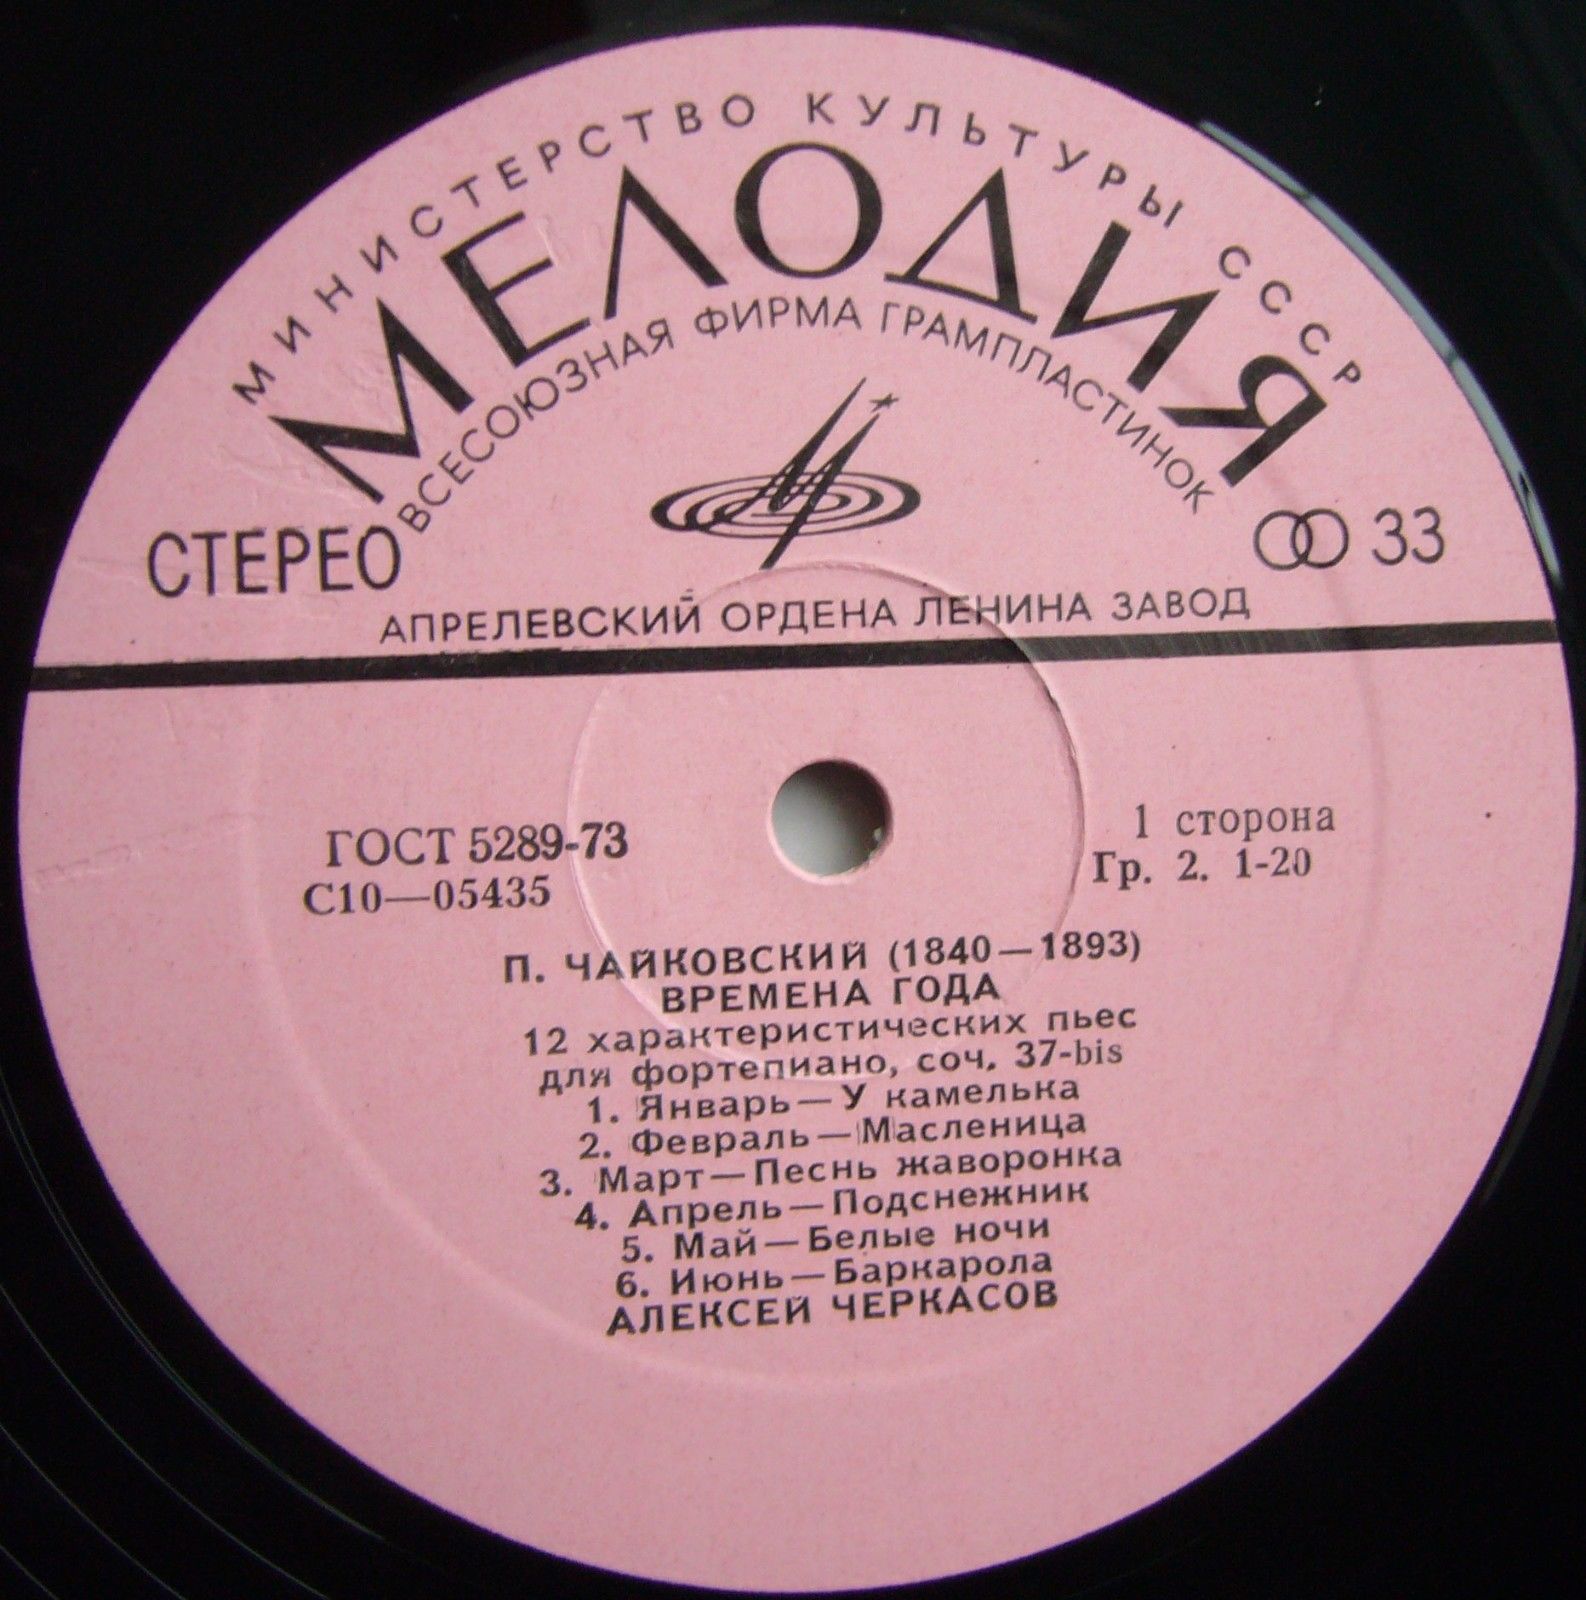 МИНИСТЕРСТВО КУЛЬТУРЫ СССР
МЕЛОДИЯ
ВСЕСОЮЗНАЯ ФИРМА ГРАМПЛАСТИНОК
СТЕРЕО
33
АПРЕЛЕВСКИЙ ОРДЕНА ЛЕНИНА ЗАВОД
ГОСТ 5289-73
С10—05435
1 сторона
Гр. 2. 1-20
П. ЧАЙКОВСКИЙ (1840—1893)
ВРЕМЕНА ГОДА
12 характеристических пьес
для фортепиано, соч. 37-bis
1. Январь—У камелька
2. Февраль—Масленица
3. Март—Песнь жаворонка
4. Апрель—Подснежник
5. Май—Белые ночи
6. Июнь—Баркарола
АЛЕКСЕЙ ЧЕРКАСОВ